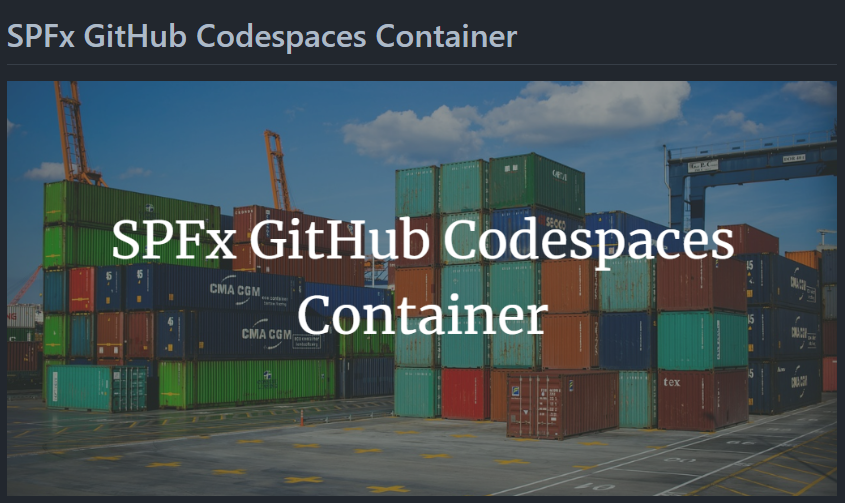 SPFx GitHub Codespaces Container
SPFx GitHub Codespaces
Container
CMA CGM
CMA CGM
tex